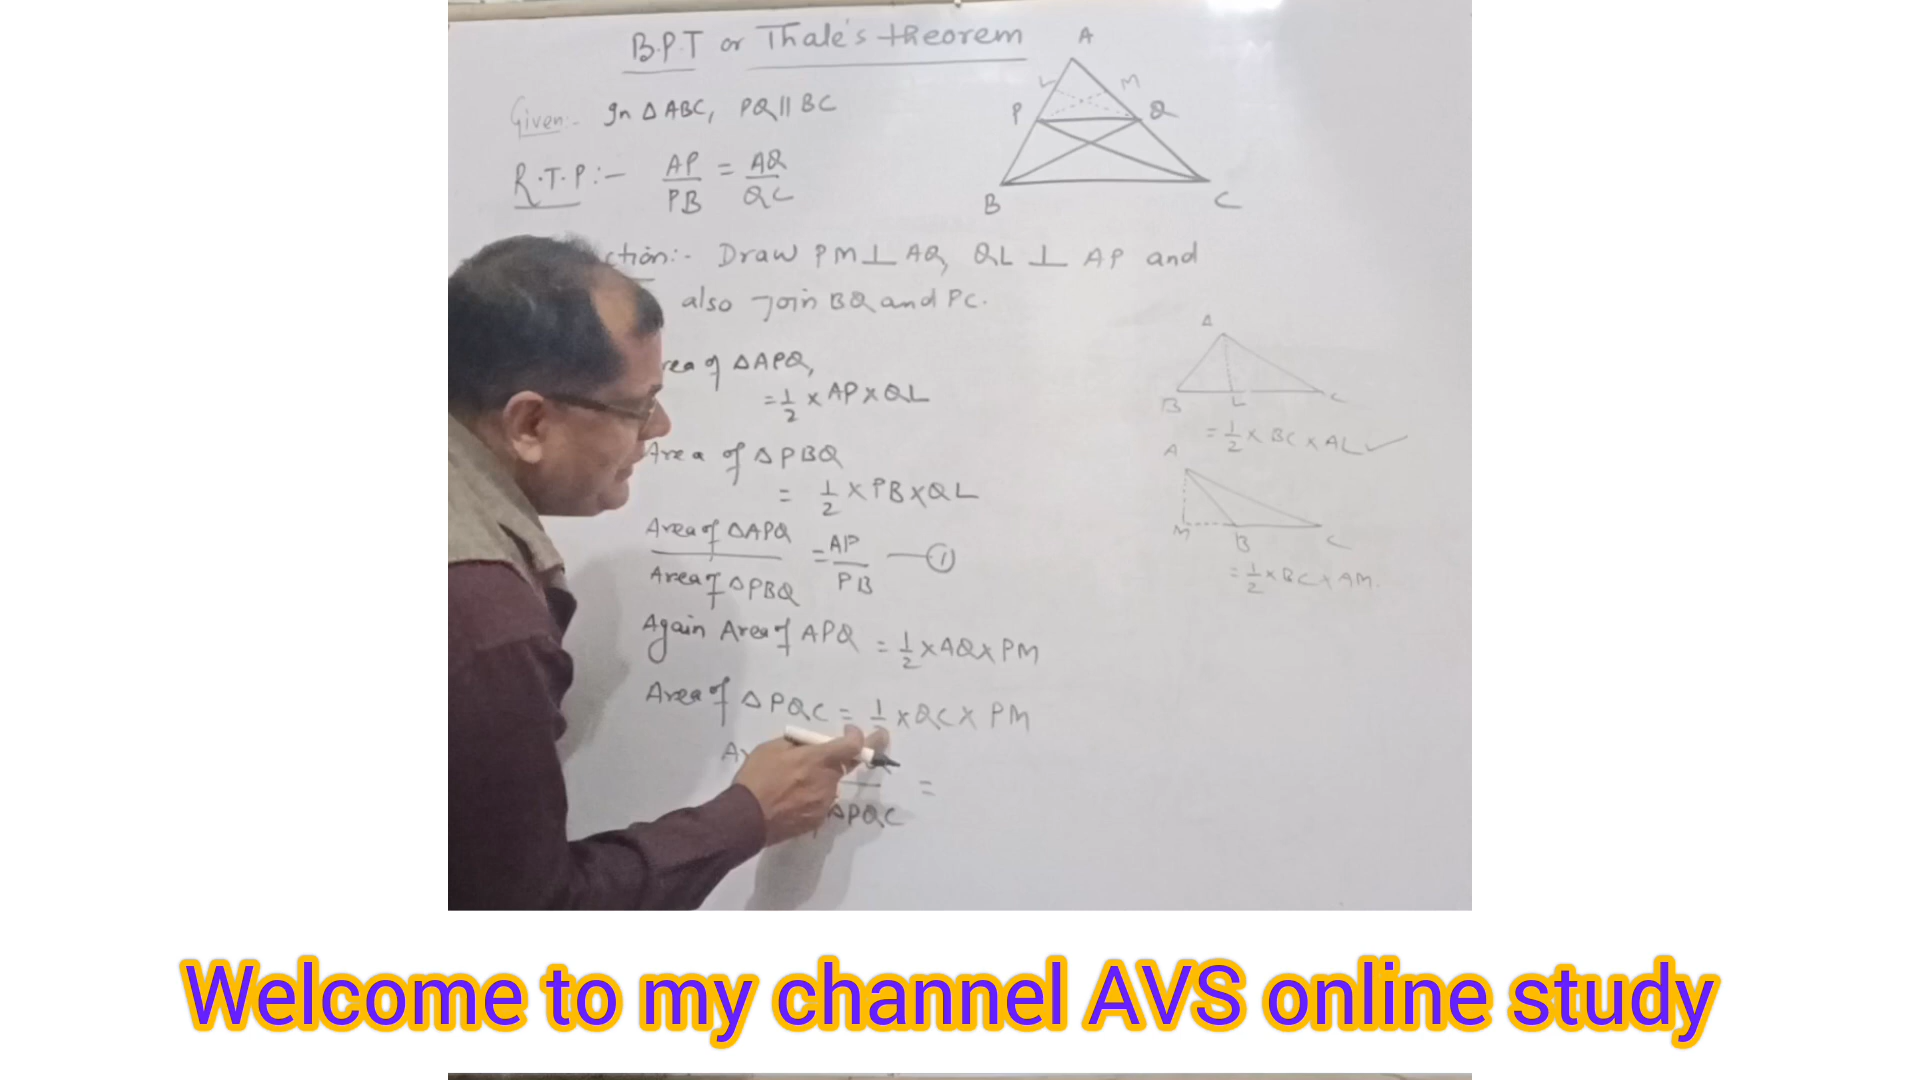 B.P.T or Thale's theorem
Given:- In △ABC, PQ||BC
R.T.P:- AP/PB = AQ/QC
A
L
M
P
Q
B
C
ction:- Draw PM⊥AQ, QL ⊥ AP and
also Join BQ and PC.
rea of △APQ,
=1/2 × AP×QL
Area of △PBQ
= 1/2 ×PB×QL
Area of △APQ / Area of △PBQ = AP/PB —①
Again Area of APQ = 1/2 ×AQ×PM
Area of △PQC = 1/2 ×QC× PM
△PQC =
A
B
L
C
= 1/2 × BC × AL ✓
A
M
B
C
= 1/2 × BC × AM.
Welcome to my channel AVS online study